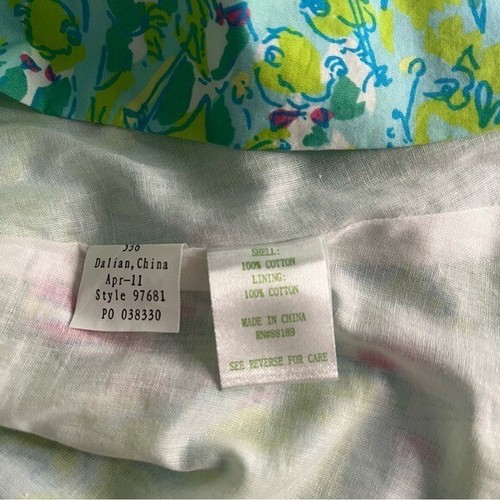 336
Dalian, China
Apr-11
Style 97681
PO 038330
SHELL:
100% COTTON
LINING:
100% COTTON
MADE IN CHINA
RN#88189
SEE REVERSE FOR CARE